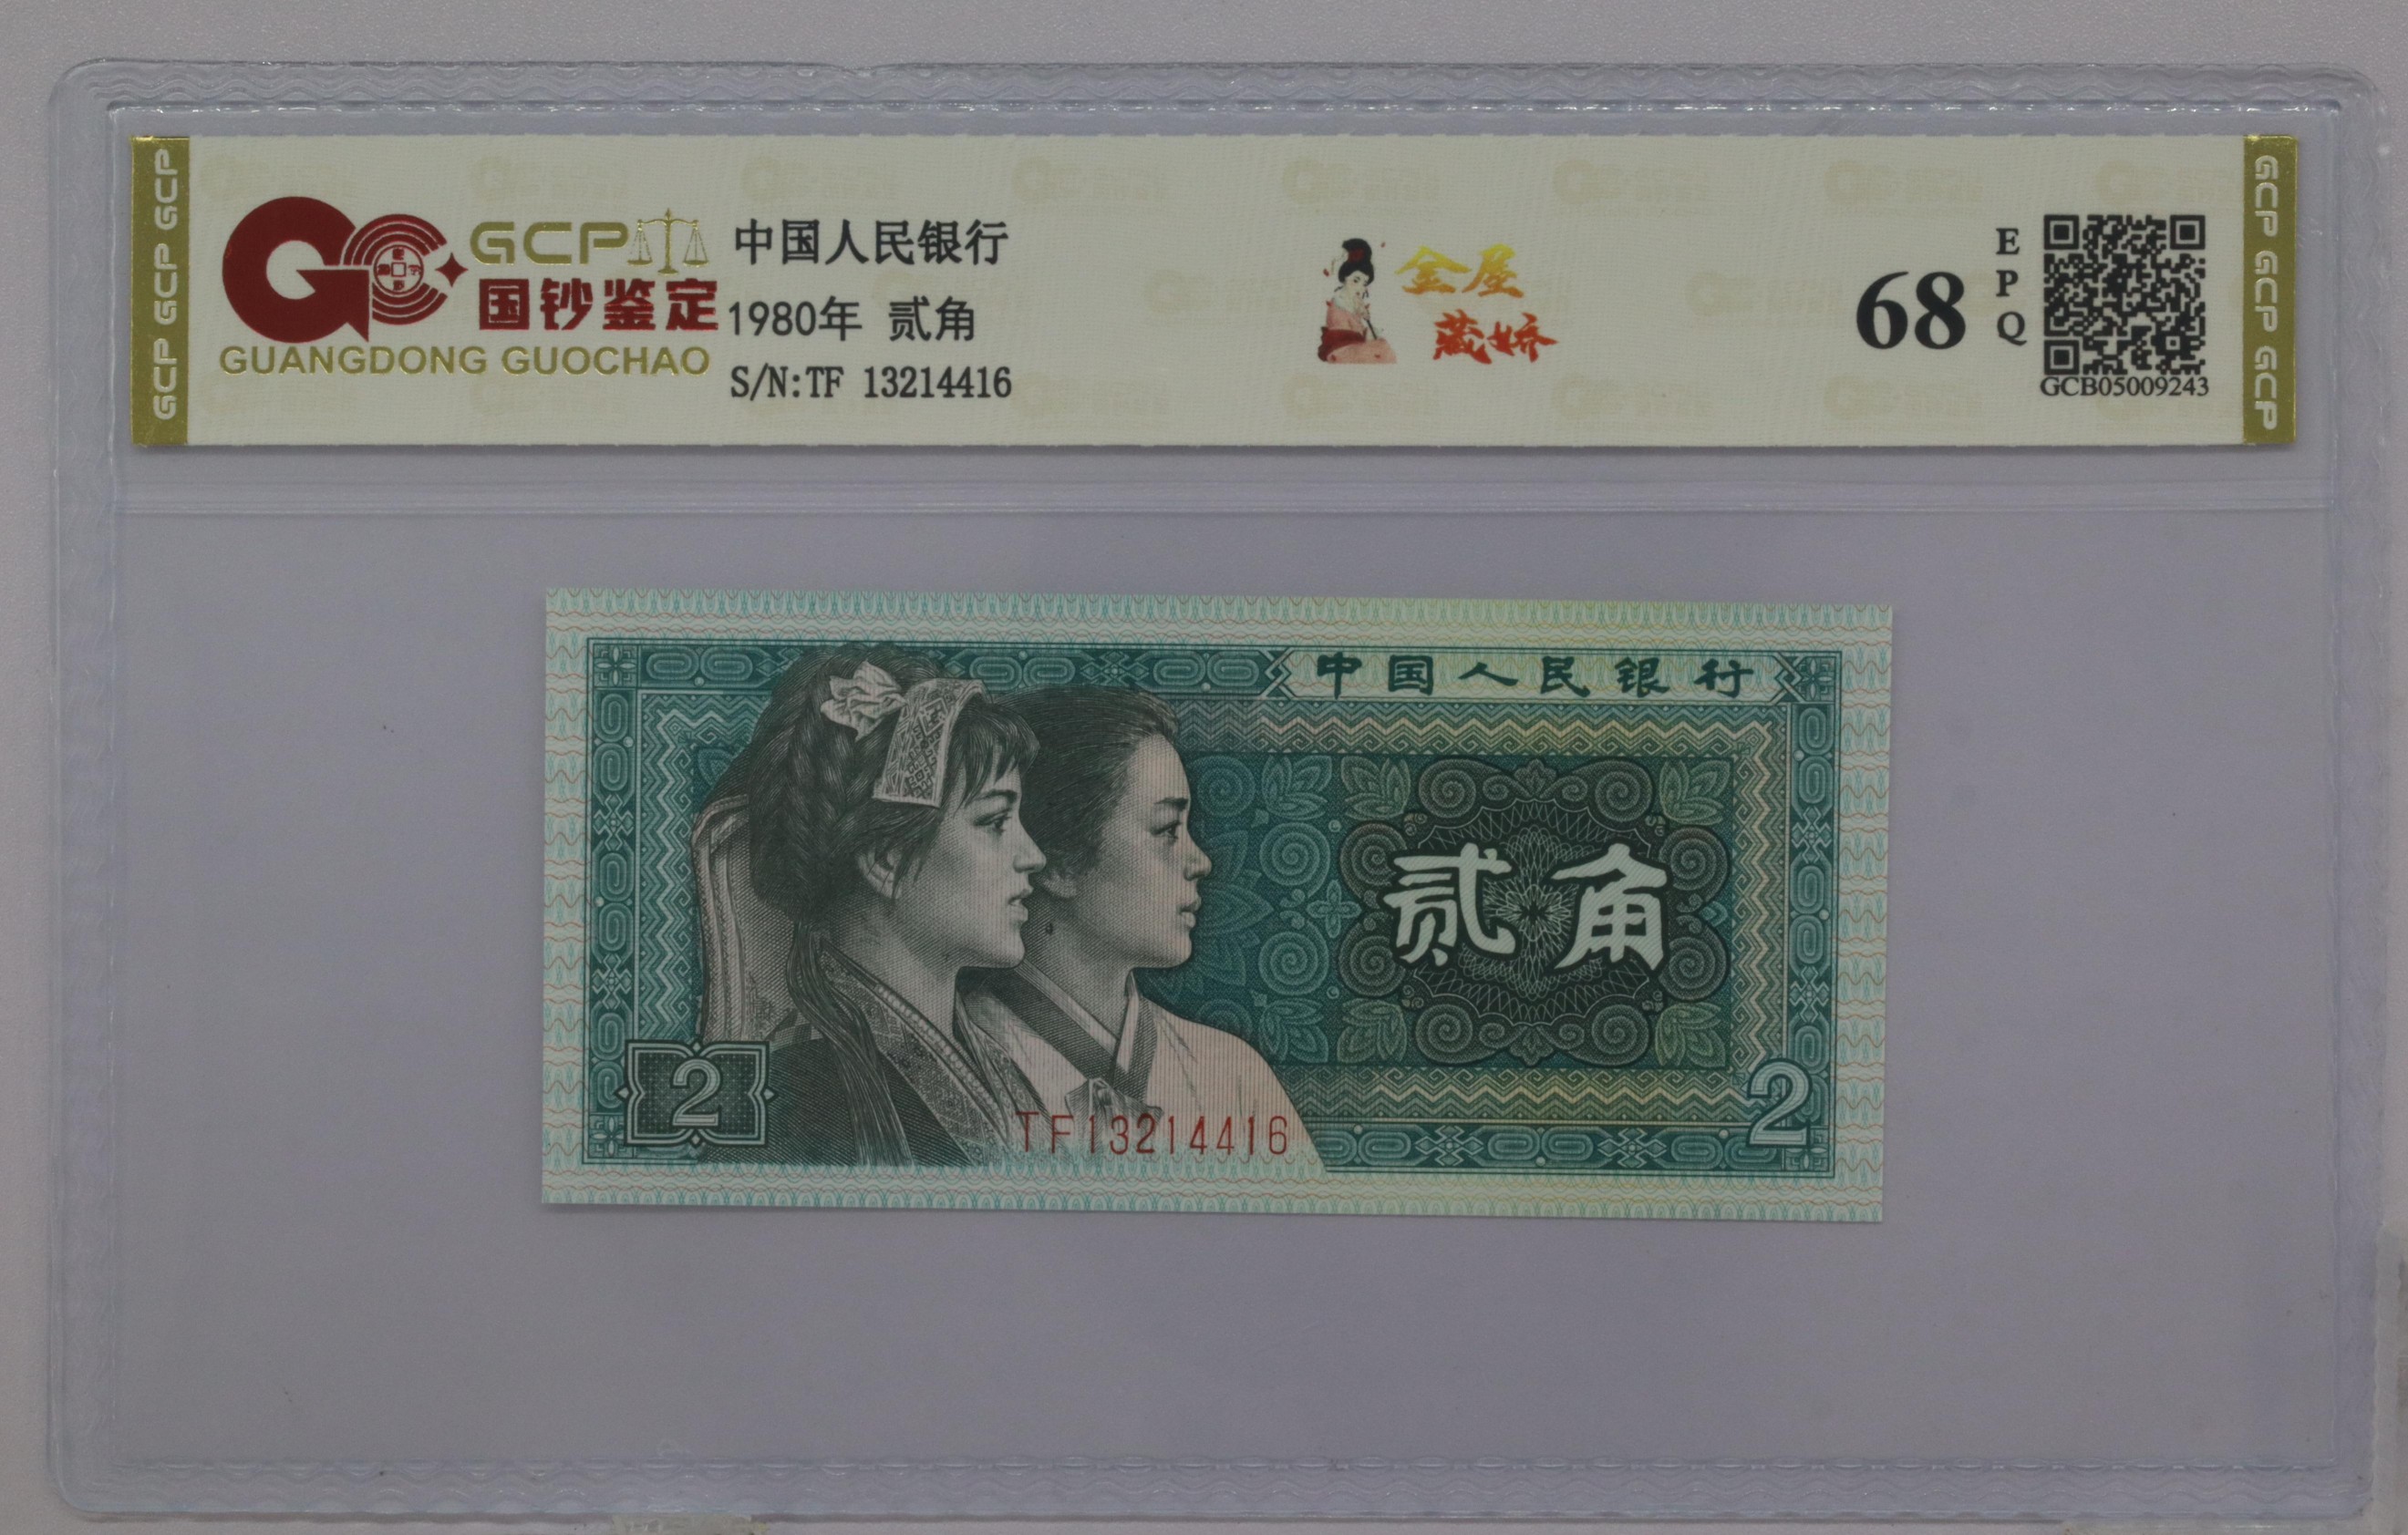 GCP GCP GCP
GCP
国钞鉴定
GUANGDONG GUOCHAO
中国人民银行
1980年 贰角
S/N:TF 13214416
金屋
藏娇
68
EPQ
GCB05009243
GCP GCP GCP
中国人民银行
贰角
2
TF13214416
2